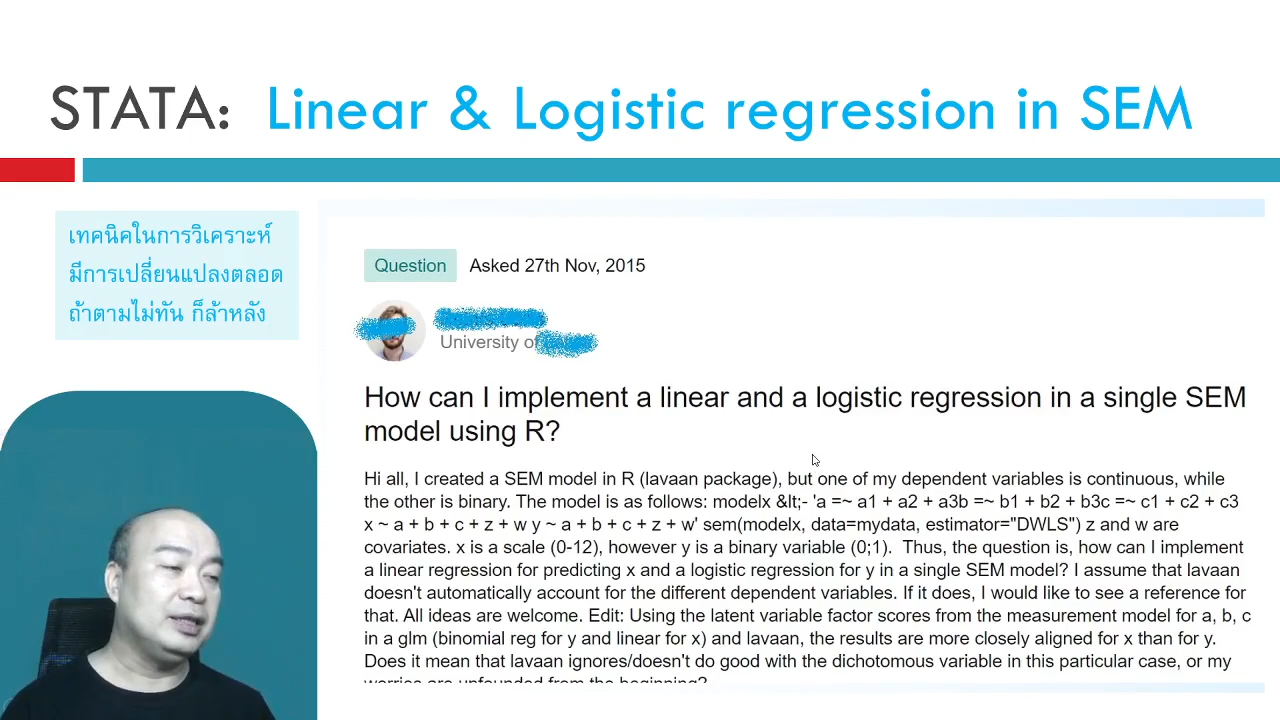 STATA: Linear & Logistic regression in SEM
เทคนิคในการวิเคราะห์
มีการเปลี่ยนแปลงตลอด
ถ้าตามไม่ทัน ก็ล้าหลัง
Question Asked 27th Nov, 2015
University of
How can I implement a linear and a logistic regression in a single SEM
model using R?
Hi all, I created a SEM model in R (lavaan package), but one of my dependent variables is continuous, while
the other is binary. The model is as follows: modelx &lt;- 'a =~ a1 + a2 + a3b =~ b1 + b2 + b3c =~ c1 + c2 + c3
x ~ a + b + c + z + w y ~ a + b + c + z + w' sem(modelx, data=mydata, estimator="DWLS") z and w are
covariates. x is a scale (0-12), however y is a binary variable (0;1). Thus, the question is, how can I implement
a linear regression for predicting x and a logistic regression for y in a single SEM model? I assume that lavaan
doesn't automatically account for the different dependent variables. If it does, I would like to see a reference for
that. All ideas are welcome. Edit: Using the latent variable factor scores from the measurement model for a, b, c
in a glm (binomial reg for y and linear for x) and lavaan, the results are more closely aligned for x than for y.
Does it mean that lavaan ignores/doesn't do good with the dichotomous variable in this particular case, or my
worries are unfounded from the beginning?